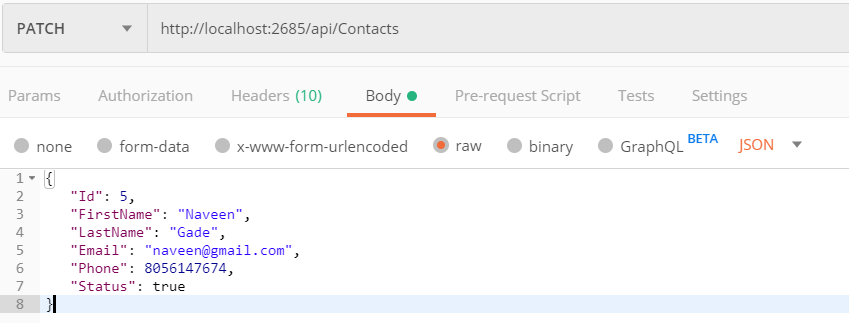 PATCH http://localhost:2685/api/Contacts
Params Authorization Headers (10) Body Pre-request Script Tests Settings
none form-data x-www-form-urlencoded raw binary GraphQL BETA JSON
1 {
2 "Id": 5,
3 "FirstName": "Naveen",
4 "LastName": "Gade",
5 "Email": "naveen@gmail.com",
6 "Phone": 8056147674,
7 "Status": true
8 }